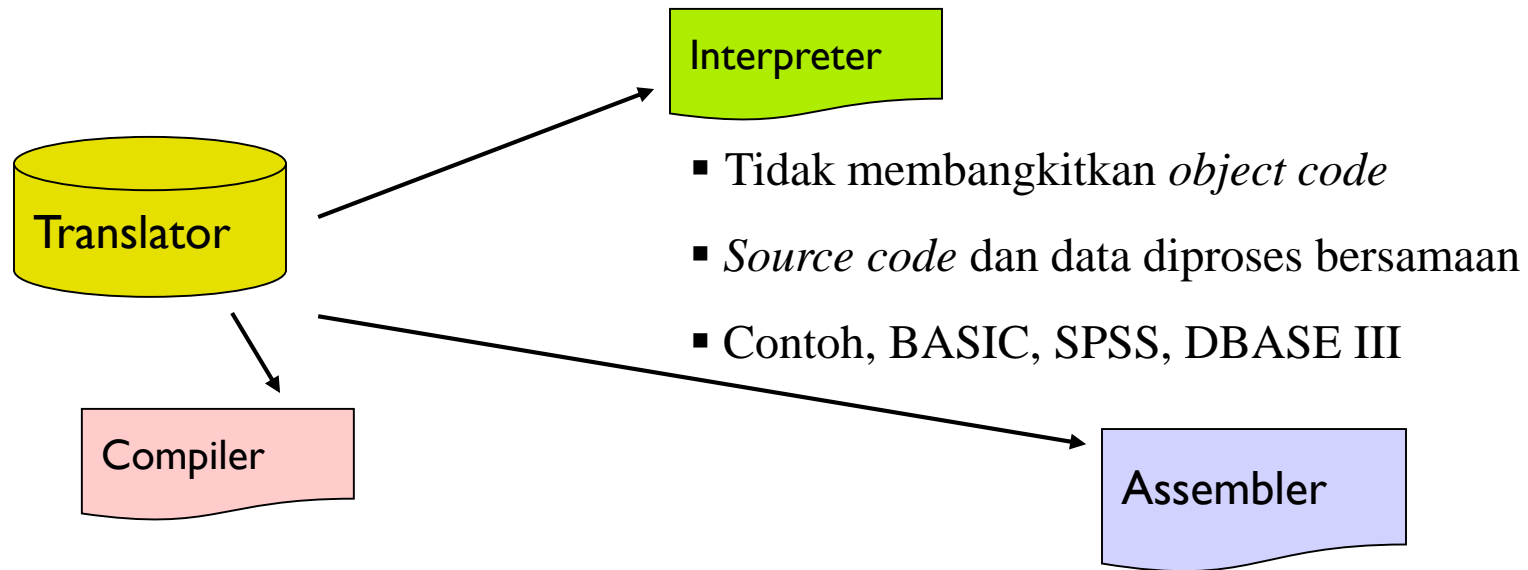 Interpreter
Translator
▪ Tidak membangkitkan object code
▪ Source code dan data diproses bersamaan
▪ Contoh, BASIC, SPSS, DBASE III
Compiler
Assembler